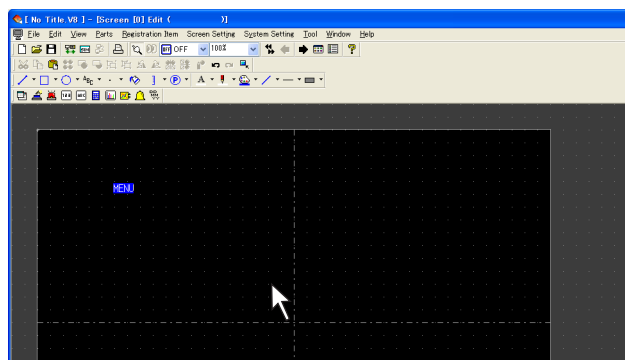 [ No Title.V8 ] - [Screen [0] Edit ( )]
File Edit View Parts Registration Item Screen Setting System Setting Tool Window Help
OFF 100%
ABC P A
MENU